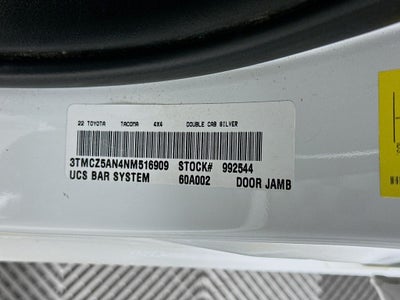 22 TOYOTA TACOMA 4X4 DOUBLE CAB SILVER
3TMCZ5AN4NM516909 STOCK# 992544
UCS BAR SYSTEM 60A002 DOOR JAMB